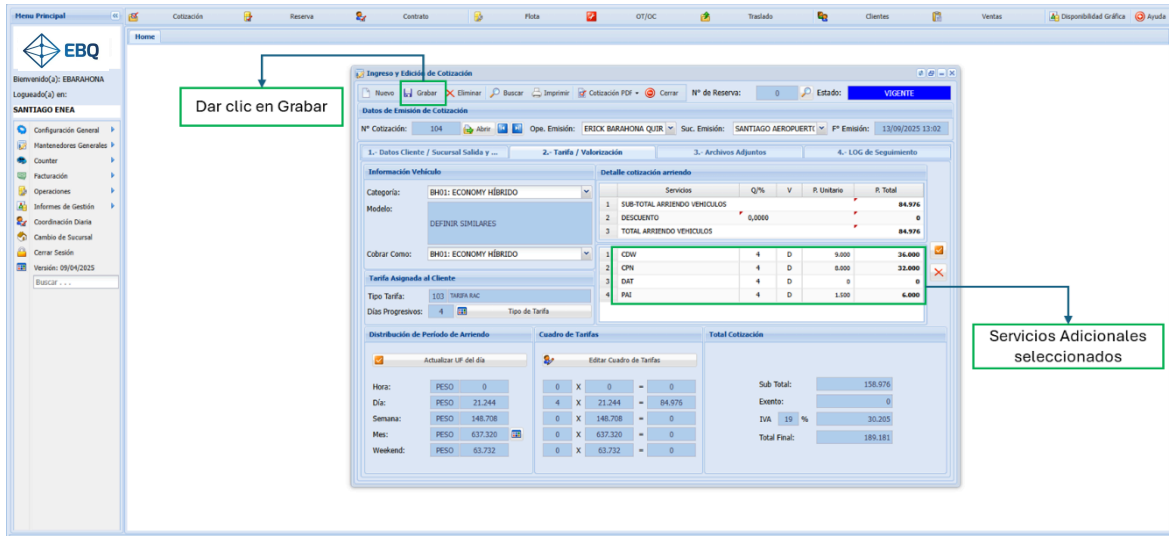 Menu Principal
Cotización Reserva Contrato Flota OT/OC Traslado Clientes Ventas Disponibilidad Gráfica Ayuda
Home
EBQ
Bienvenido(a): EBARAHONA
Logueado(a) en:
SANTIAGO ENEA
Configuración General
Mantenedores Generales
Counter
Facturación
Operaciones
Informes de Gestión
Coordinación Diaria
Cambio de Sucursal
Cerrar Sesión
Versión: 09/04/2025
Buscar . . .
Dar clic en Grabar
Ingreso y Edición de Cotización
Nuevo Grabar Eliminar Buscar Imprimir Cotización PDF Cerrar N° de Reserva: 0 Estado: VIGENTE
Datos de Emisión de Cotización
N° Cotización: 104 Abrir Ope. Emisión: ERICK BARAHONA QUIR Suc. Emisión: SANTIAGO AEROPUERT( F° Emisión: 13/09/2025 13:02
1.- Datos Cliente / Sucursal Salida y ... 2.- Tarifa / Valorización 3.- Archivos Adjuntos 4.- LOG de Seguimiento
Información Vehículo
Categoría: BH01: ECONOMY HÍBRIDO
Modelo: DEFINIR SIMILARES
Cobrar Como: BH01: ECONOMY HÍBRIDO
Tarifa Asignada al Cliente
Tipo Tarifa: 103 TARIFA RAC
Días Progresivos: 4 Tipo de Tarifa
Detalle cotización arriendo
Servicios Q/% V P. Unitario P. Total
1 SUB-TOTAL ARRIENDO VEHICULOS 84.976
2 DESCUENTO 0,0000 0
3 TOTAL ARRIENDO VEHICULOS 84.976
1 CDW 4 D 9.000 36.000
2 CPN 4 D 8.000 32.000
3 DAT 4 D 0 0
4 PAI 4 D 1.500 6.000
Servicios Adicionales
seleccionados
Distribución de Período de Arriendo
Actualizar UF del día
Hora: PESO 0
Día: PESO 21.244
Semana: PESO 148.708
Mes: PESO 637.320
Weekend: PESO 63.732
Cuadro de Tarifas
Editar Cuadro de Tarifas
0 X 0 = 0
4 X 21.244 = 84.976
0 X 148.708 = 0
0 X 637.320 = 0
0 X 63.732 = 0
Total Cotización
Sub Total: 158.976
Exento: 0
IVA 19 % 30.205
Total Final: 189.181